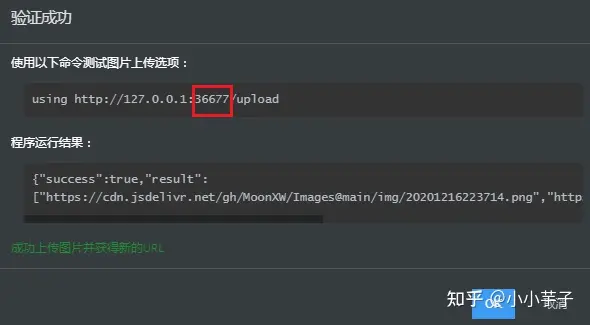 验证成功
使用以下命令测试图片上传选项：
using http://127.0.0.1:36677/upload
程序运行结果：
{"success":true,"result":
["https://cdn.jsdelivr.net/gh/MoonXW/Images@main/img/20201216223714.png","http
成功上传图片并获得新的URL
OK 取消
知乎 @小小芋子